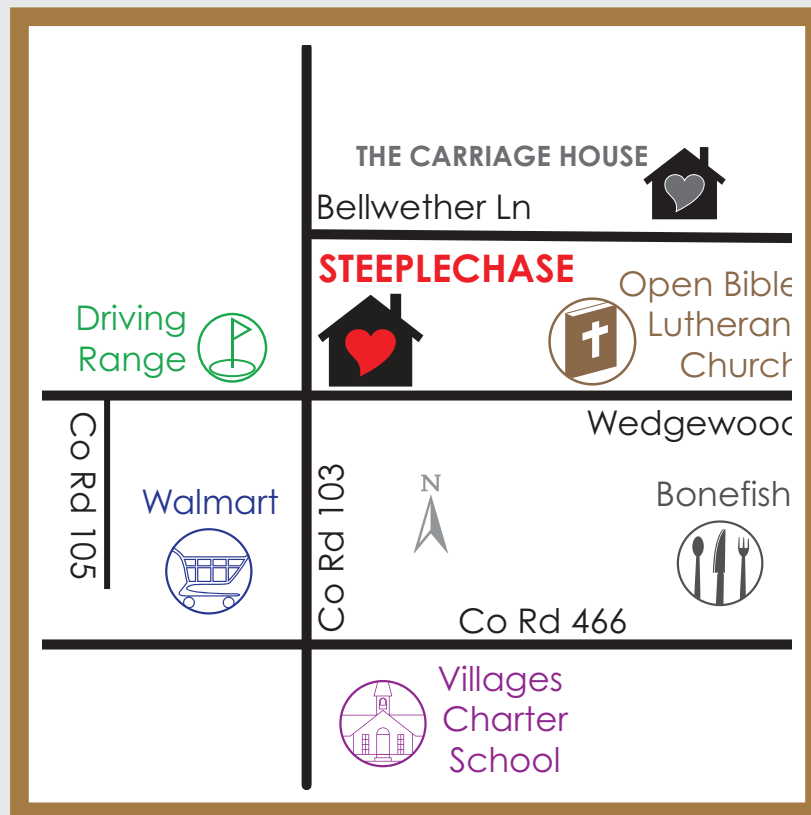 THE CARRIAGE HOUSE
Bellwether Ln
STEEPLECHASE
Open Bible
Lutheran
Church
Driving
Range
Wedgewood
Co Rd 105
Walmart
Co Rd 103
N
Bonefish
Co Rd 466
Villages
Charter
School